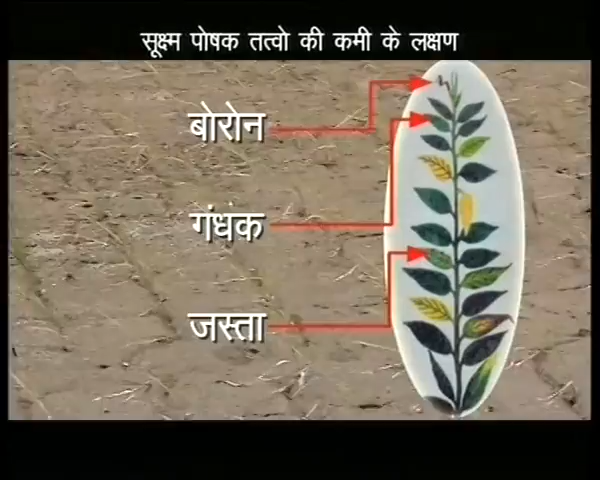 सूक्ष्म पोषक तत्वो की कमी के लक्षण
बोरोन
गंधक
जस्ता